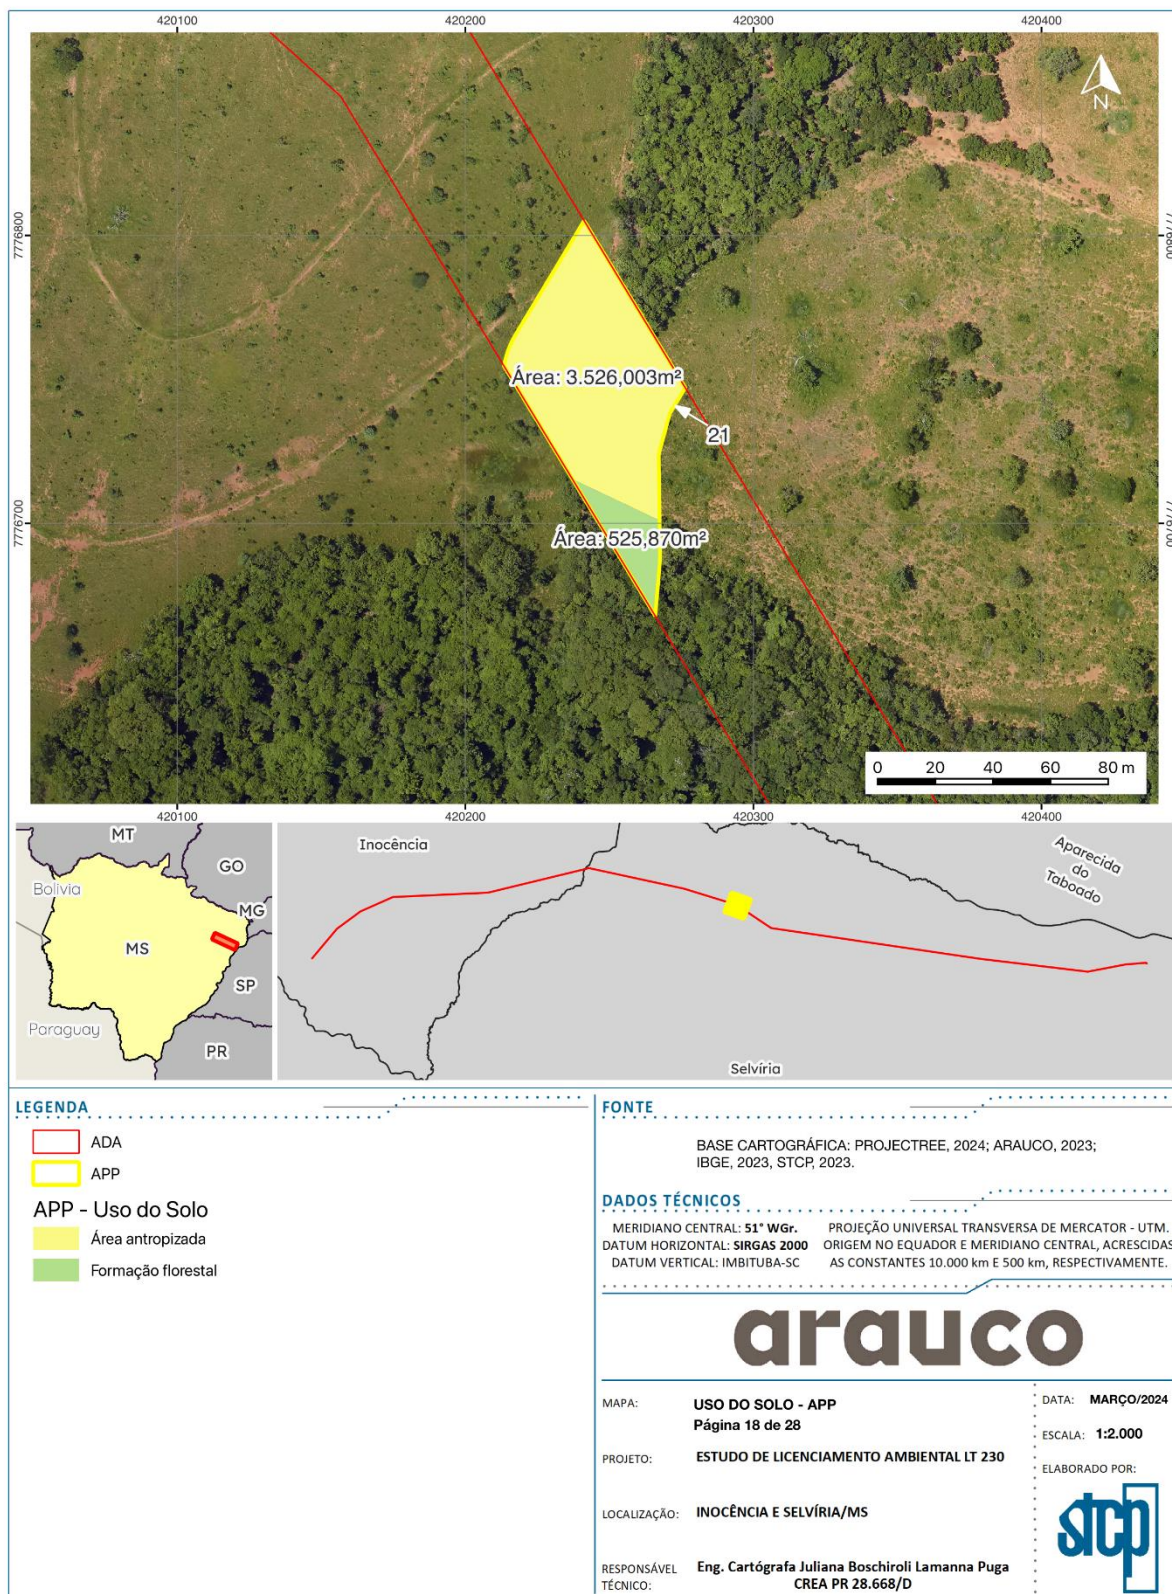 420100
420200
420300
420400
N
7776800
7776800
Área: 3.526,003m²
21
7776700
7776700
Área: 525,870m²
0 20 40 60 80 m
420100
420200
420300
420400
MT
GO
Bolivia
MG
MS
SP
Paraguay
PR
Inocência
Aparecida
do
Taboado
Selvíria
LEGENDA
ADA
APP
APP - Uso do Solo
Área antropizada
Formação florestal
FONTE
BASE CARTOGRÁFICA: PROJECTREE, 2024; ARAUCO, 2023;
IBGE, 2023, STCP, 2023.
DADOS TÉCNICOS
MERIDIANO CENTRAL: 51° WGr.
DATUM HORIZONTAL: SIRGAS 2000
DATUM VERTICAL: IMBITUBA-SC
PROJEÇÃO UNIVERSAL TRANSVERSA DE MERCATOR - UTM.
ORIGEM NO EQUADOR E MERIDIANO CENTRAL, ACRESCIDAS
AS CONSTANTES 10.000 km E 500 km, RESPECTIVAMENTE.
arauco
MAPA: USO DO SOLO - APP
Página 18 de 28
PROJETO: ESTUDO DE LICENCIAMENTO AMBIENTAL LT 230
LOCALIZAÇÃO: INOCÊNCIA E SELVÍRIA/MS
RESPONSÁVEL TÉCNICO: Eng. Cartógrafa Juliana Boschiroli Lamanna Puga
CREA PR 28.668/D
DATA: MARÇO/2024
ESCALA: 1:2.000
ELABORADO POR:
stcp